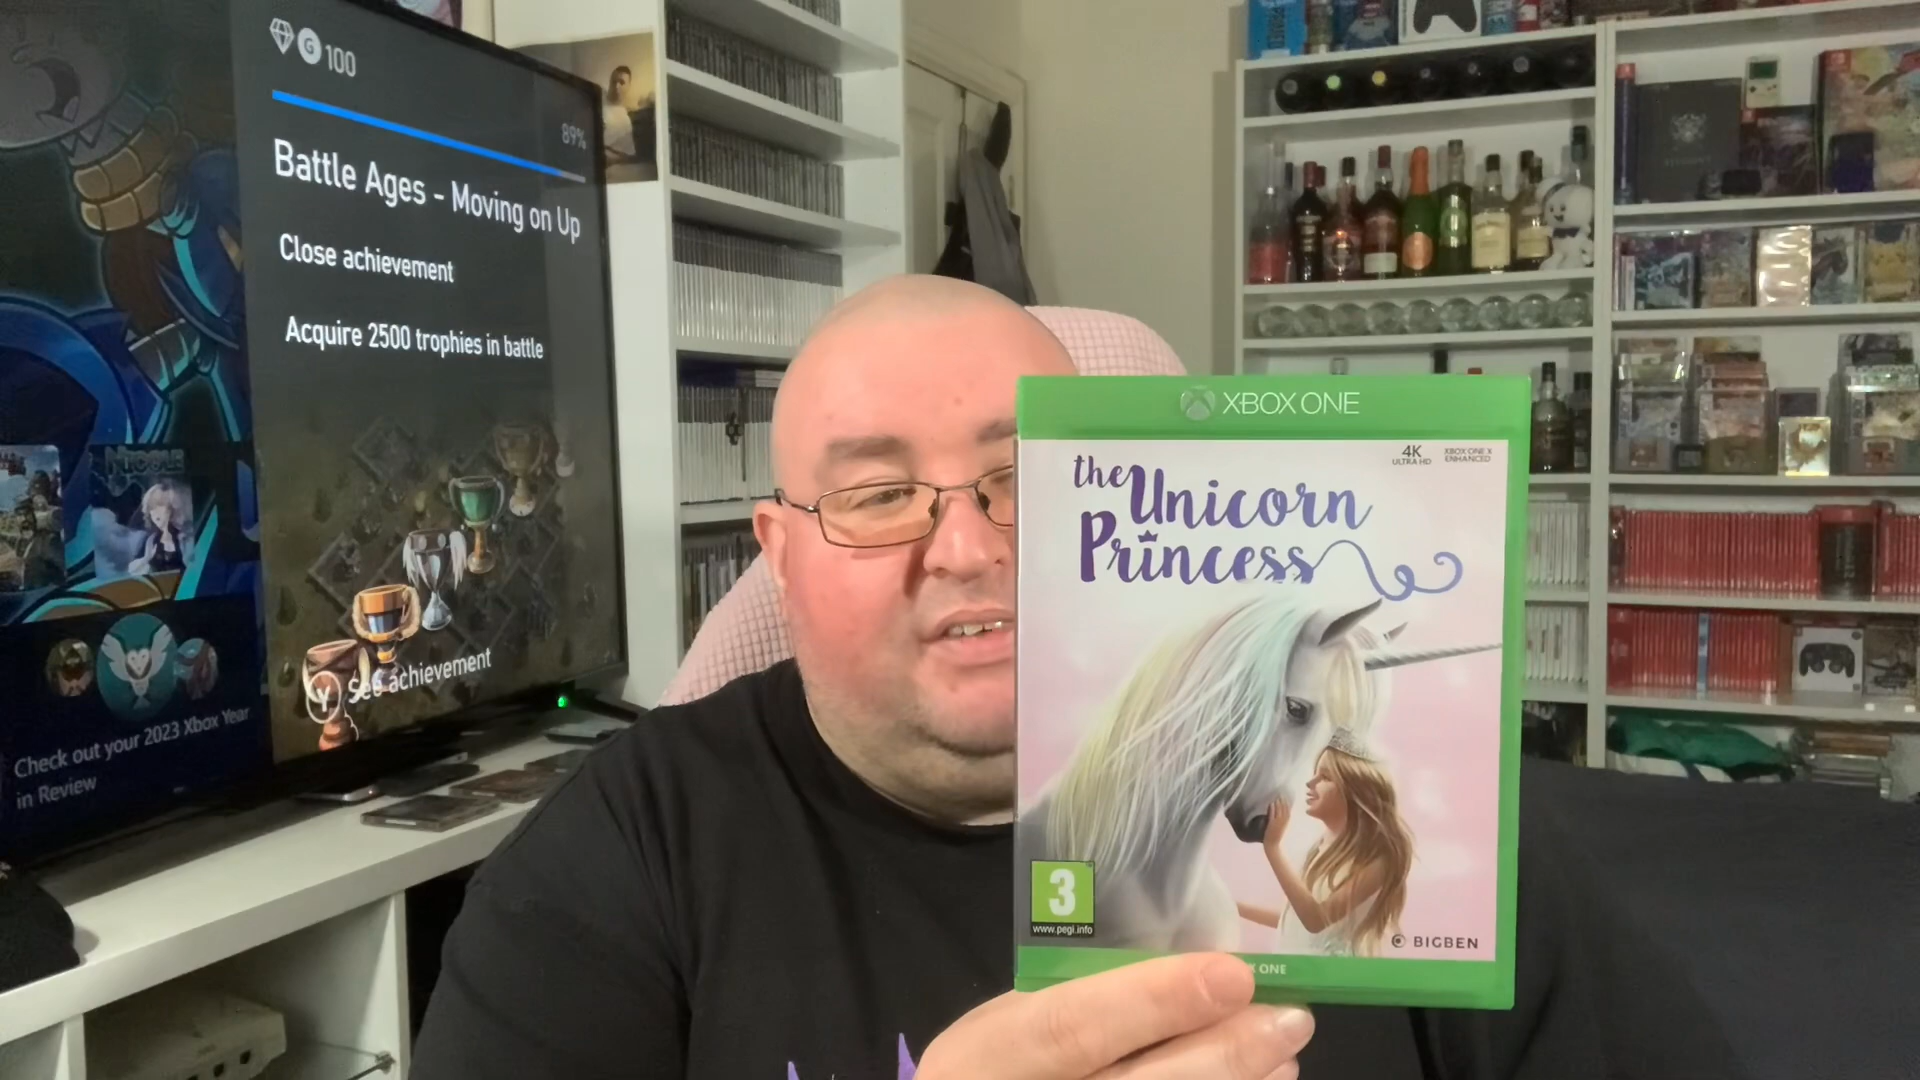 G 100
89%
Battle Ages - Moving on Up
Close achievement
Acquire 2500 trophies in battle
Y See achievement
Check out your 2023 Xbox Year
in Review
XBOX ONE
4K
ULTRA HD
XBOX ONE X
ENHANCED
the Unicorn
Princess
3
www.pegi.info
BIGBEN
X ONE